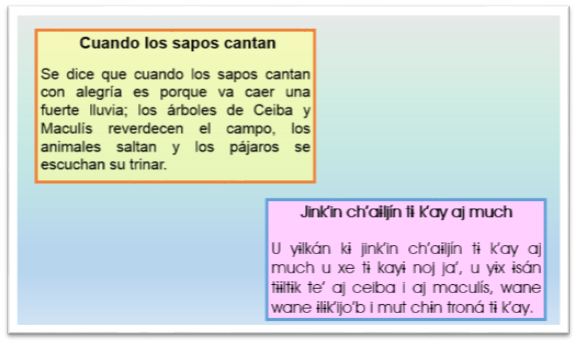 Cuando los sapos cantan
Se dice que cuando los sapos cantan
con alegría es porque va caer una
fuerte lluvia; los árboles de Ceiba y
Maculís reverdecen el campo, los
animales saltan y los pájaros se
escuchan su trinar.
Jink'in ch'aɨljín tɨ k'ay aj much
U yɨlkán kɨ jink'in ch'aɨljín tɨ k'ay aj
much u xe tɨ kayɨ noj ja', u yɨx ɨsán
tɨɨltɨk te' aj ceiba i aj maculís, wane
wane ɨlɨk'ijo'b i mut chɨn troná tɨ k'ay.